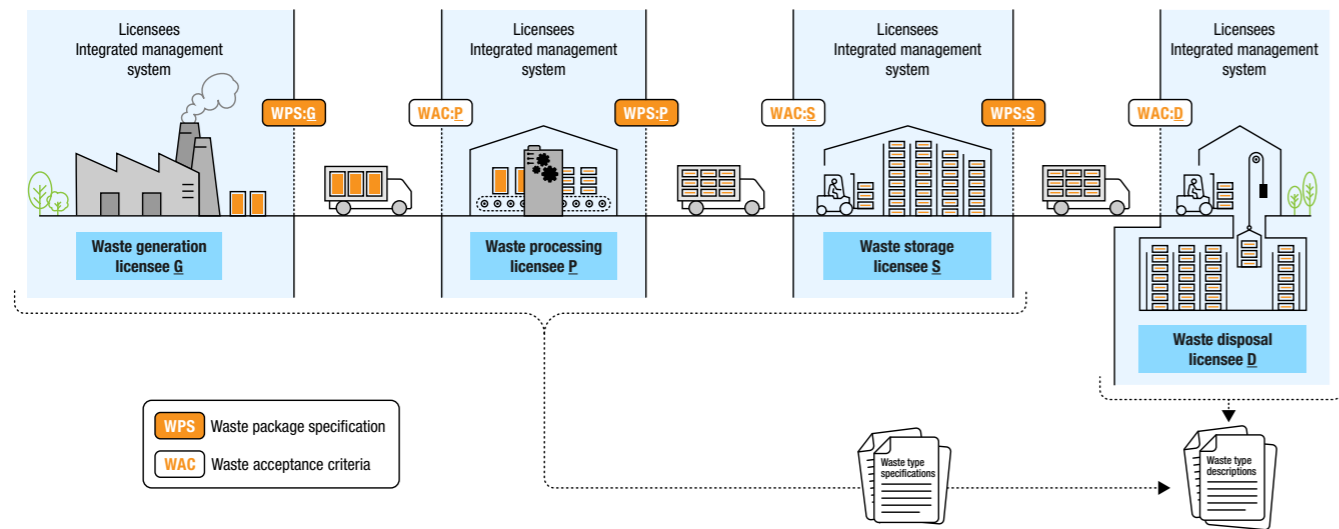 Licensees
Integrated management
system
Licensees
Integrated management
system
Licensees
Integrated management
system
Licensees
Integrated management
system
WPS:G
WAC:P
WPS:P
WAC:S
WPS:S
WAC:D
Waste generation
licensee G
Waste processing
licensee P
Waste storage
licensee S
Waste disposal
licensee D
WPS Waste package specification
WAC Waste acceptance criteria
Waste type
specifications
Waste type
descriptions